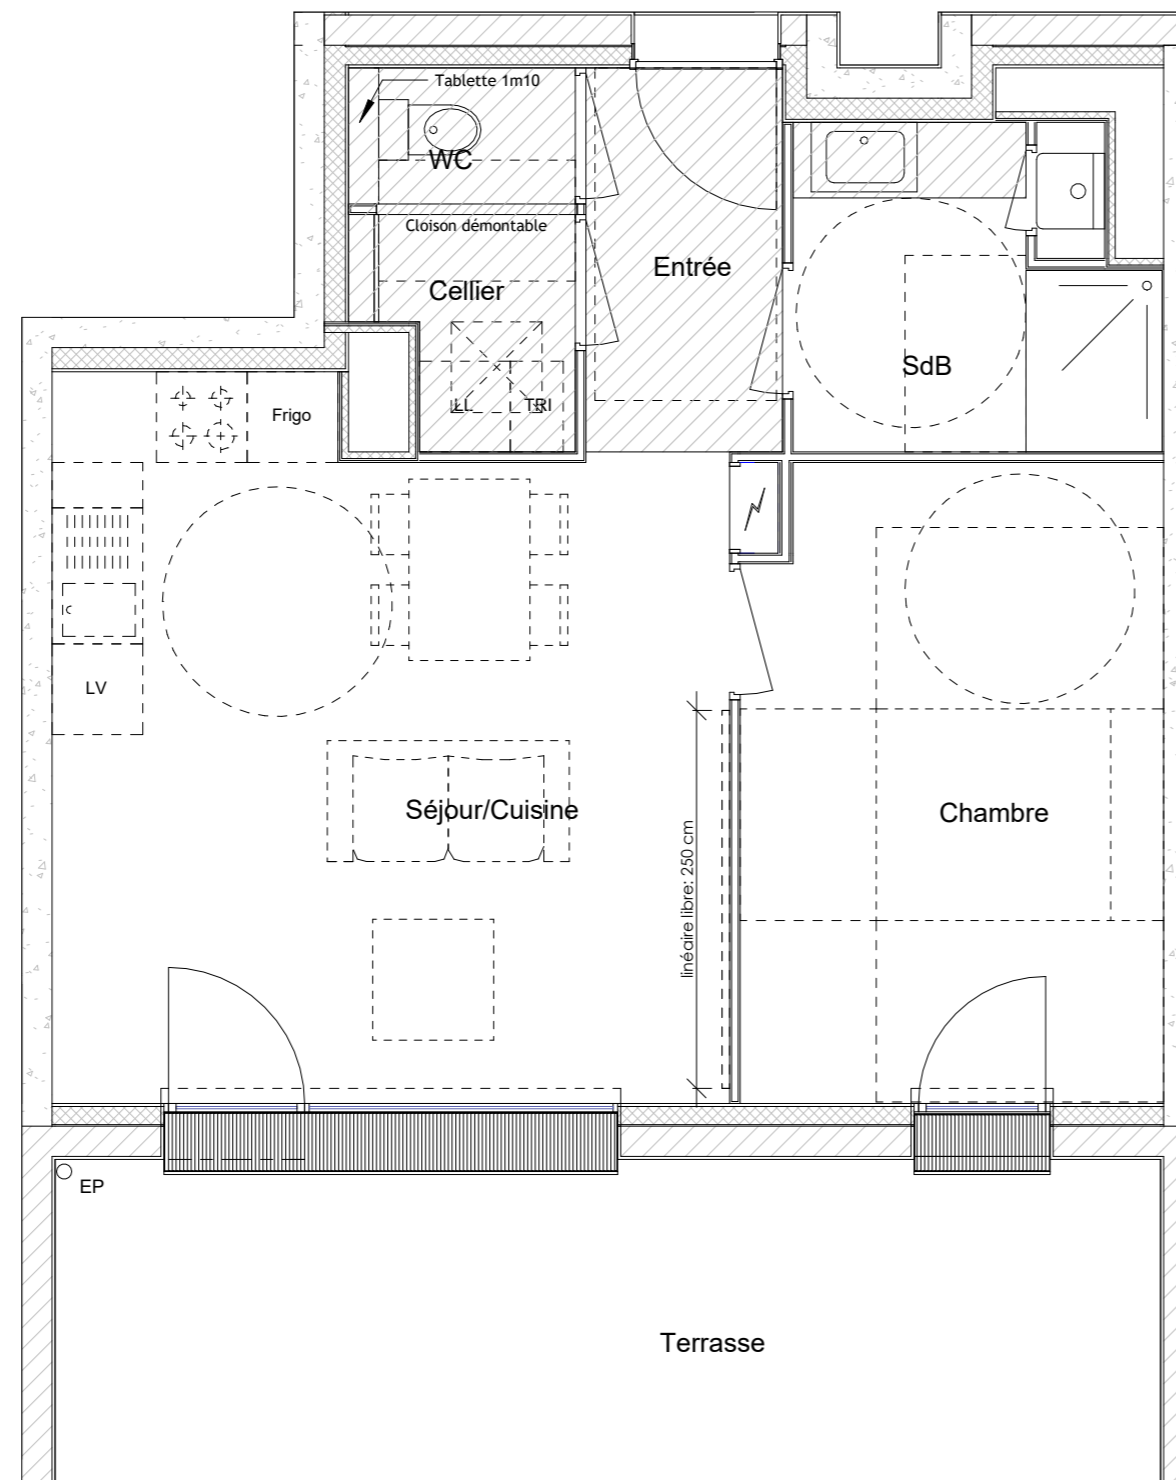 Tablette 1m10
WC
Cloison démontable
Cellier
Entrée
SdB
LL
TRI
Frigo
LV
Séjour/Cuisine
Chambre
linéaire libre: 250 cm
EP
Terrasse